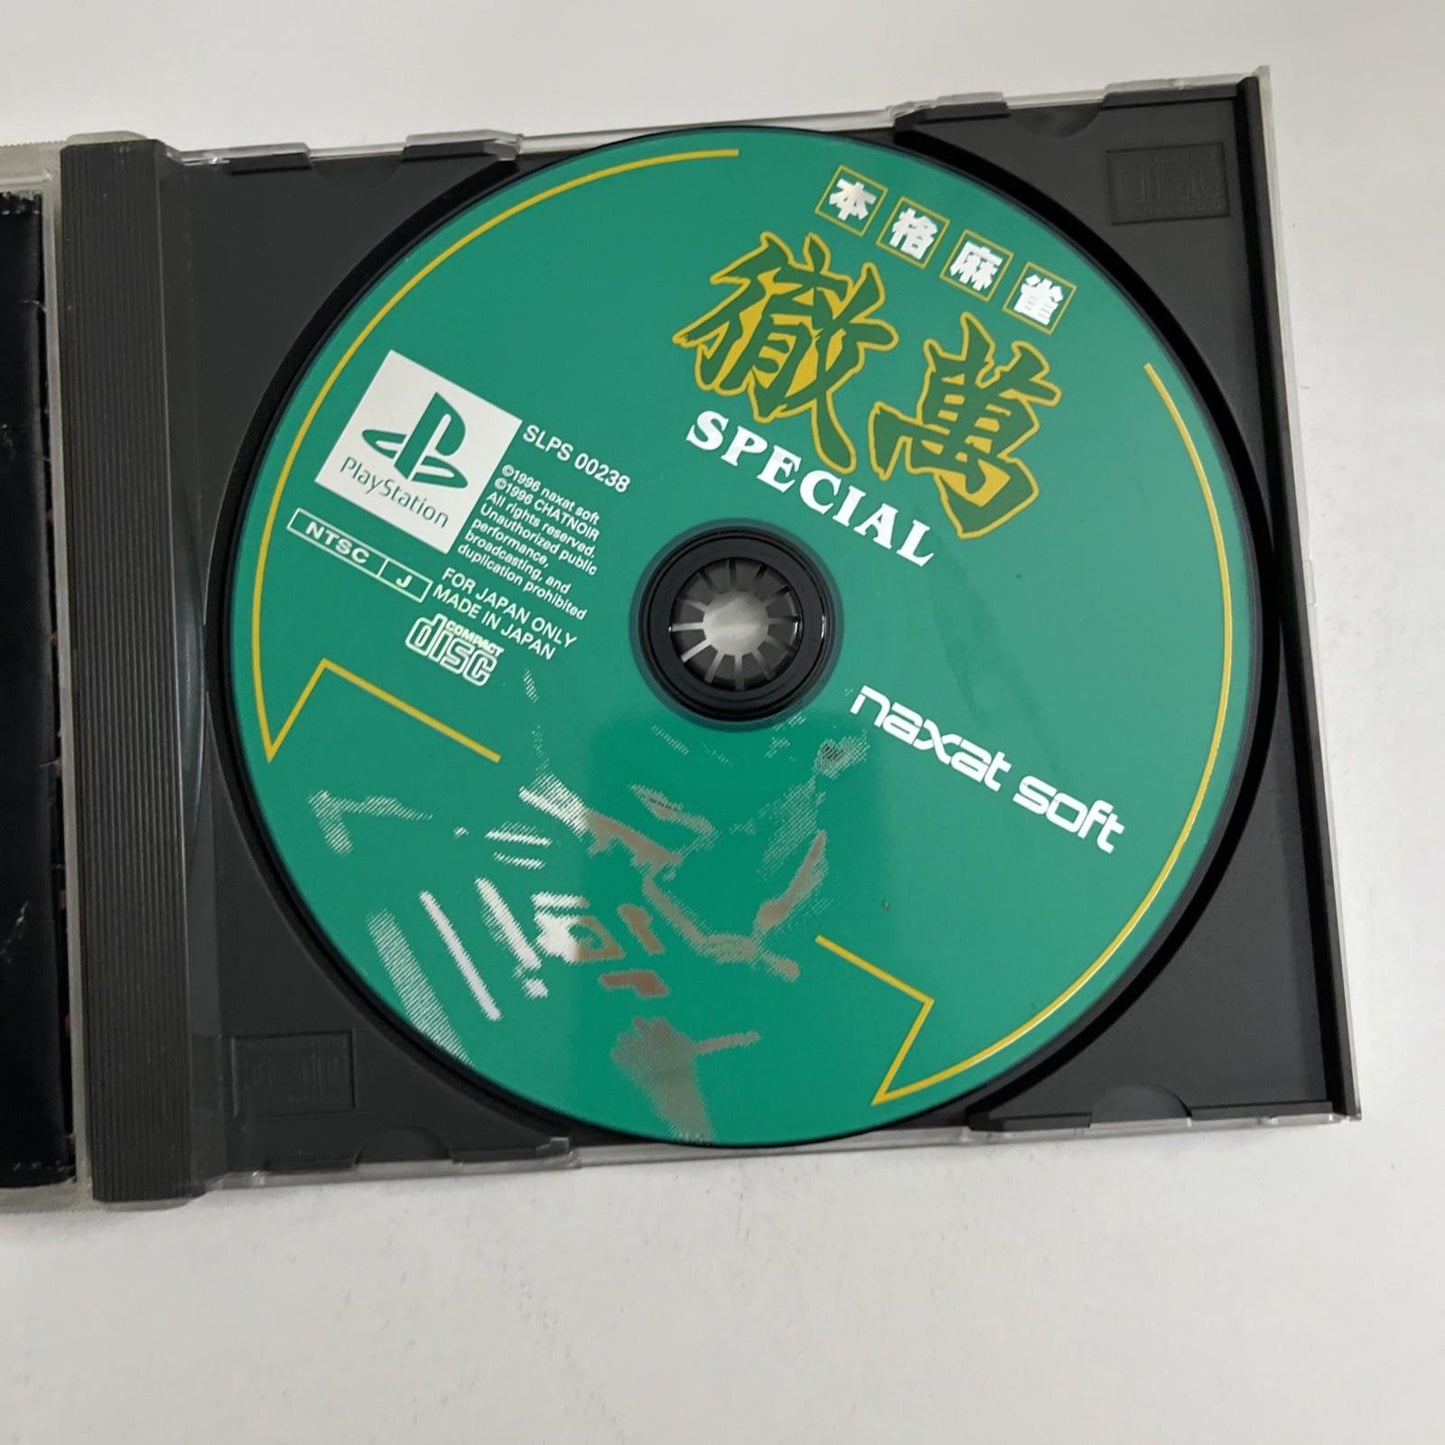 本格麻雀
徹萬
SPECIAL
PlayStation
SLPS 00238
©1996 naxat soft
©1996 CHATNOIR
All rights reserved.
Unauthorized public
performance,
broadcasting, and
duplication prohibited
NTSC J
FOR JAPAN ONLY
MADE IN JAPAN
COMPACT
disc
naxat soft
disc